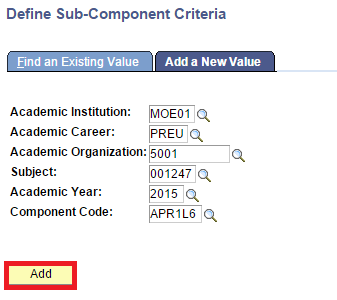 Define Sub-Component Criteria
Find an Existing Value Add a New Value
Academic Institution: MOE01
Academic Career: PREU
Academic Organization: 5001
Subject: 001247
Academic Year: 2015
Component Code: APR1L6
Add